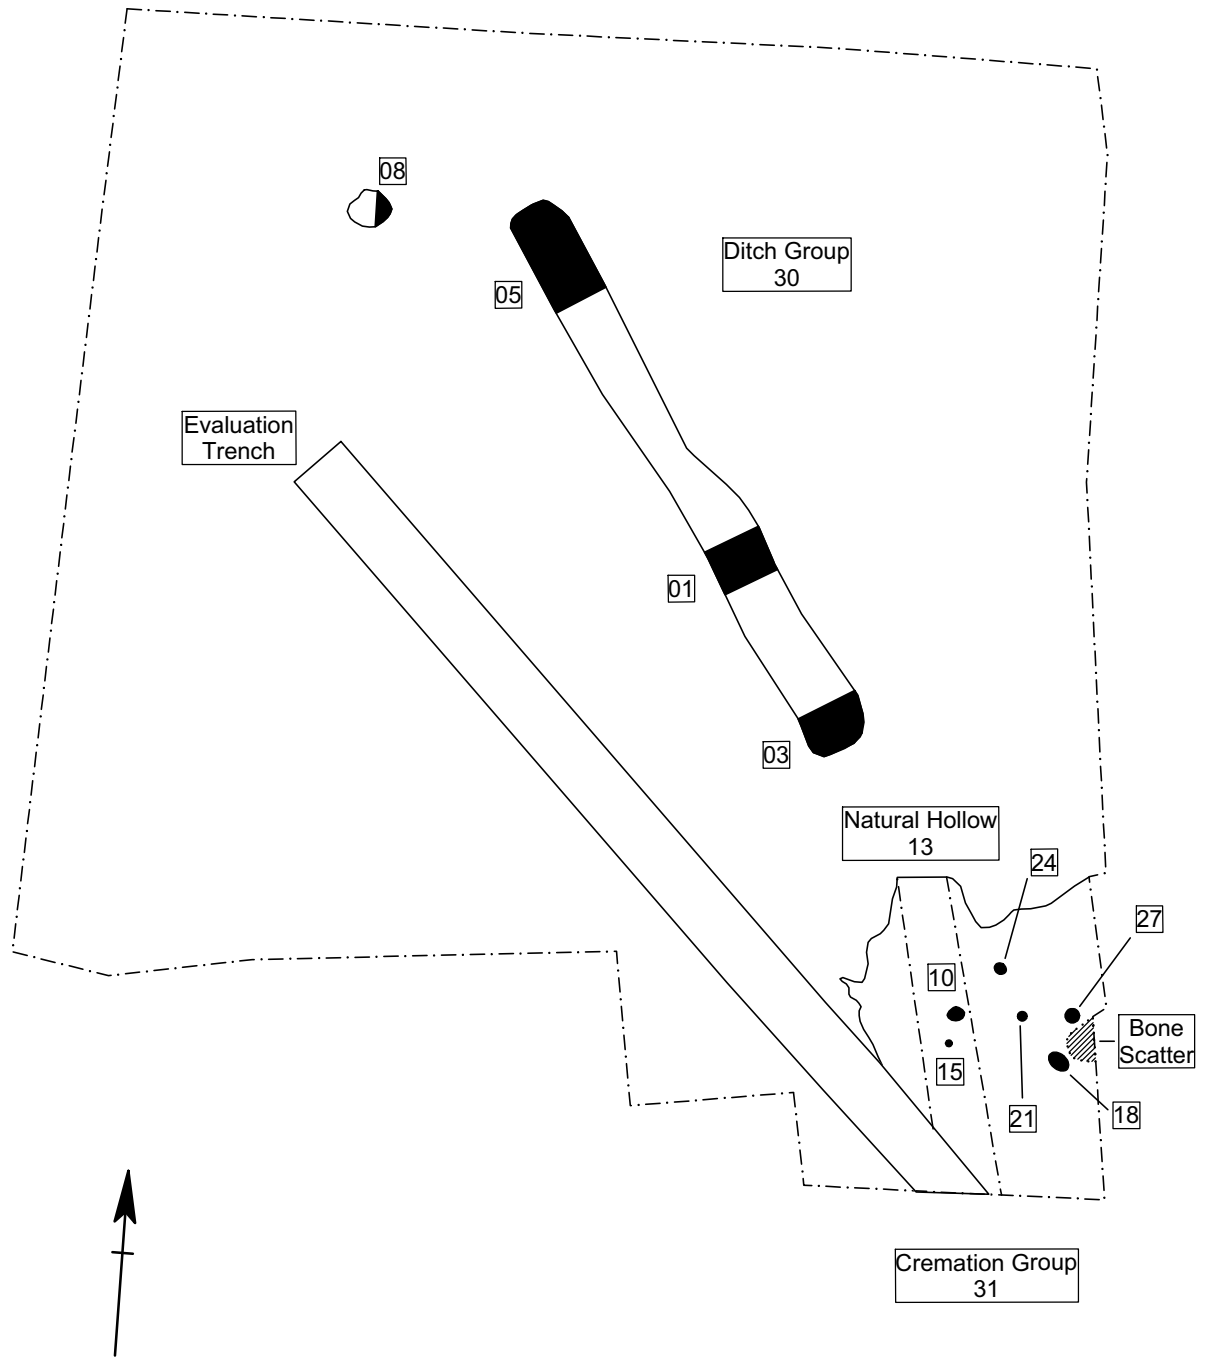 08
Ditch Group
30
05
Evaluation
Trench
01
03
Natural Hollow
13
24
27
10
Bone
Scatter
15
21
18
Cremation Group
31